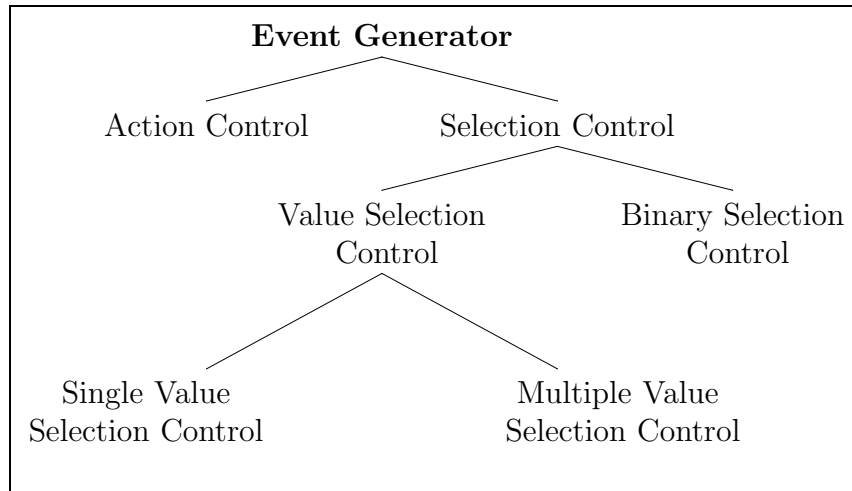 Event Generator
Action Control
Selection Control
Value Selection
Control
Binary Selection
Control
Single Value
Selection Control
Multiple Value
Selection Control